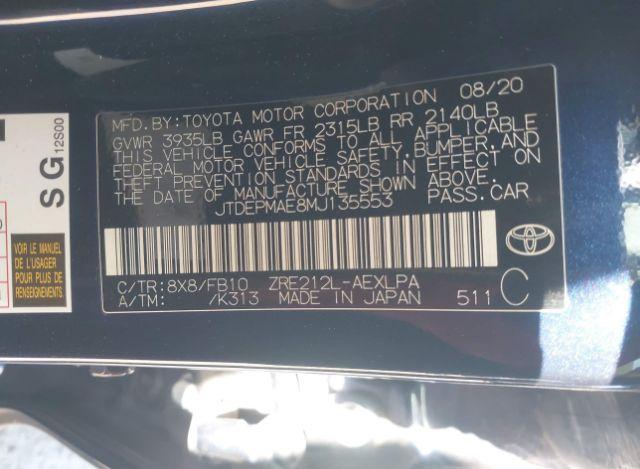 MFD.BY:TOYOTA MOTOR CORPORATION 08/20
GVWR 3935LB GAWR FR 2315LB RR 2140LB
THIS VEHICLE CONFORMS TO ALL APPLICABLE
FEDERAL MOTOR VEHICLE SAFETY,BUMPER,AND
THEFT PREVENTION STANDARDS IN EFFECT ON
THE DATE OF MANUFACTURE SHOWN ABOVE.
JTDEPMAE8MJ135553 PASS.CAR
C/TR:8X8/FB10 ZRE212L-AEXLPA
A/TM: /K313 MADE IN JAPAN 511 C
SG
12S00
VOIR LE MANUEL
DE L'USAGER
POUR PLUS DE
RENSEIGNEMENTS